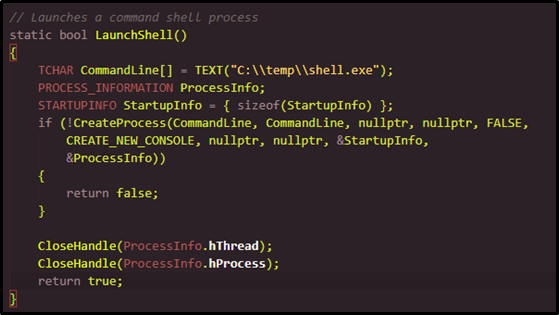 // Launches a command shell process
static bool LaunchShell()
{
TCHAR CommandLine[] = TEXT("C:\\temp\\shell.exe");
PROCESS_INFORMATION ProcessInfo;
STARTUPINFO StartupInfo = { sizeof(StartupInfo) };
if (!CreateProcess(CommandLine, CommandLine, nullptr, nullptr, FALSE,
CREATE_NEW_CONSOLE, nullptr, nullptr, &StartupInfo,
&ProcessInfo))
{
return false;
}
CloseHandle(ProcessInfo.hThread);
CloseHandle(ProcessInfo.hProcess);
return true;
}